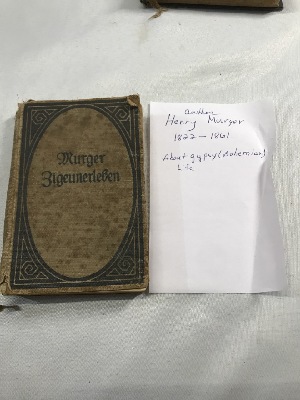 Murger
Zigeunerleben
author
Henry Murger
1822 - 1861
About gypsy (Bohemian)
life